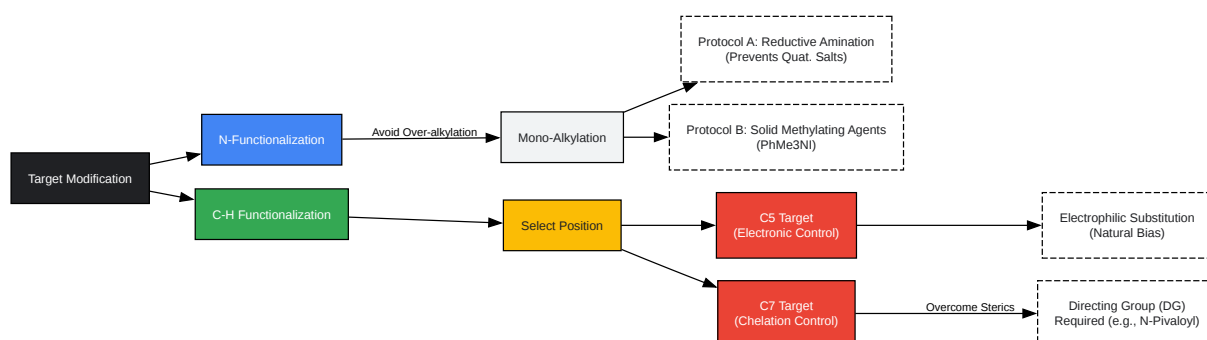 Protocol A: Reductive Amination
(Prevents Quat. Salts)
N-Functionalization
Avoid Over-alkylation
Mono-Alkylation
Protocol B: Solid Methylating Agents
(PhMe3NI)
Target Modification
C-H Functionalization
Select Position
C5 Target
(Electronic Control)
Electrophilic Substitution
(Natural Bias)
C7 Target
(Chelation Control)
Overcome Sterics
Directing Group (DG)
Required (e.g., N-Pivaloyl)